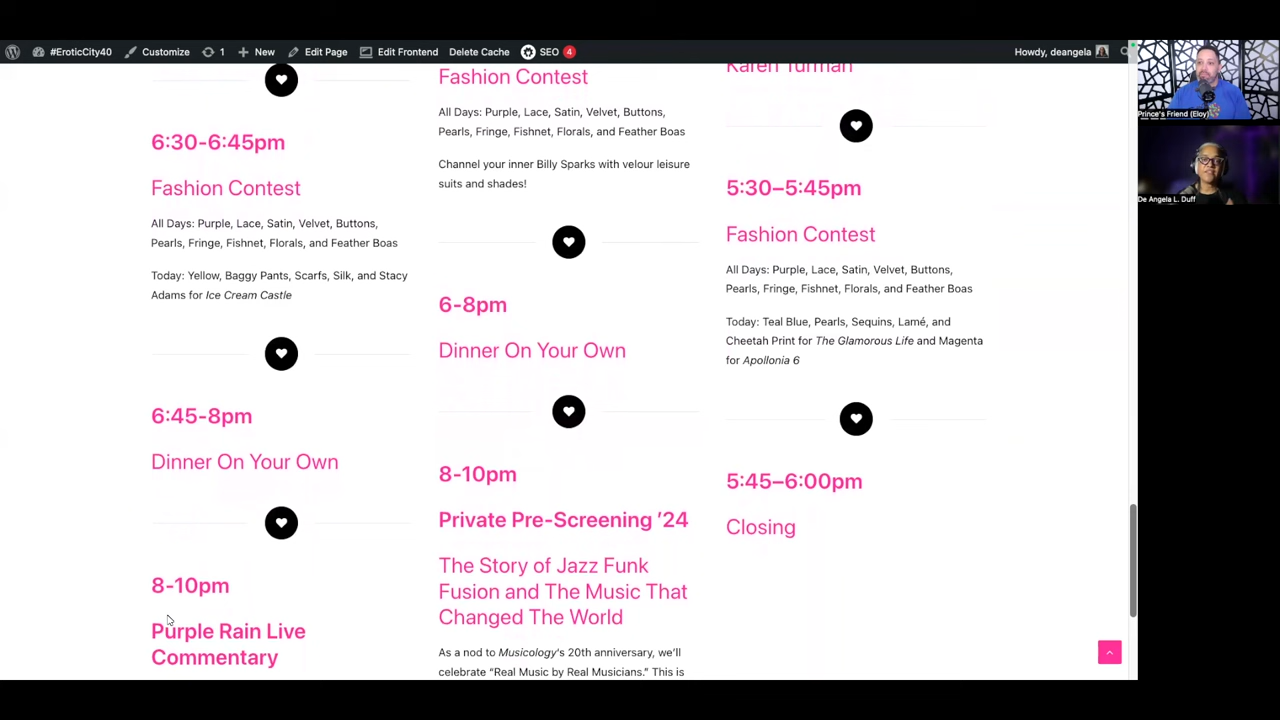 #EroticCity40
Customize
1
New
Edit Page
Edit Frontend
Delete Cache
SEO
4
Howdy, deangela
6:30-6:45pm
Fashion Contest
All Days: Purple, Lace, Satin, Velvet, Buttons,
Pearls, Fringe, Fishnet, Florals, and Feather Boas
Today: Yellow, Baggy Pants, Scarfs, Silk, and Stacy
Adams for Ice Cream Castle
6:45-8pm
Dinner On Your Own
8-10pm
Purple Rain Live
Commentary
Fashion Contest
All Days: Purple, Lace, Satin, Velvet, Buttons,
Pearls, Fringe, Fishnet, Florals, and Feather Boas
Channel your inner Billy Sparks with velour leisure
suits and shades!
6-8pm
Dinner On Your Own
8-10pm
Private Pre-Screening ’24
The Story of Jazz Funk
Fusion and The Music That
Changed The World
As a nod to Musicology‘s 20th anniversary, we’ll
celebrate “Real Music by Real Musicians.” This is
Karen Turman
5:30–5:45pm
Fashion Contest
All Days: Purple, Lace, Satin, Velvet, Buttons,
Pearls, Fringe, Fishnet, Florals, and Feather Boas
Today: Teal Blue, Pearls, Sequins, Lamé, and
Cheetah Print for The Glamorous Life and Magenta
for Apollonia 6
5:45–6:00pm
Closing
Prince's Friend (Eloy)
De Angela L. Duff